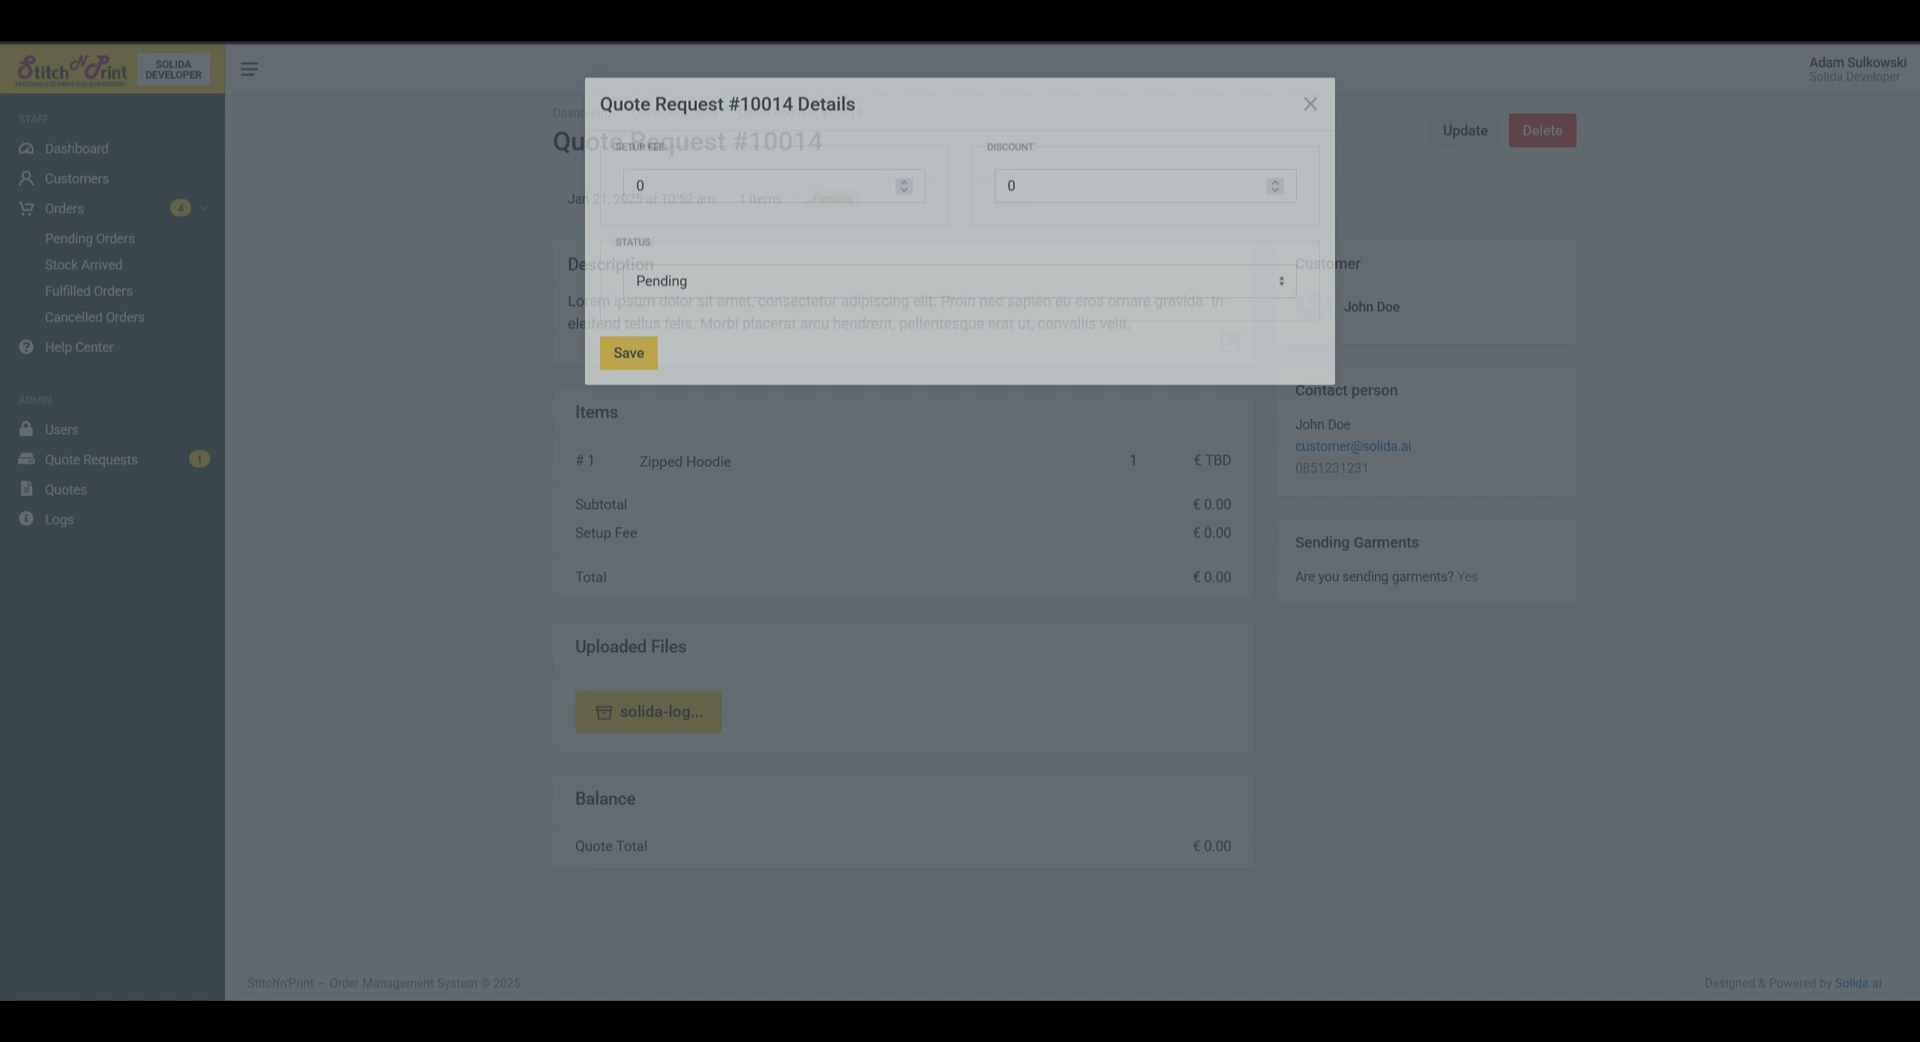 Stitch N Print
SOLIDA
DEVELOPER
Adam Sulkowski
Solida Developer
STAFF
Dashboard
Customers
Orders
4
Pending Orders
Stock Arrived
Fulfilled Orders
Cancelled Orders
Help Center
ADMIN
Users
Quote Requests
1
Quotes
Logs
Quote Request #10014 Details
SETUP FEE
0
DISCOUNT
0
STATUS
Pending
Save
Quote Request #10014
Update
Delete
Jan 21, 2025 at 10:52 am
1 items
Pending
Description
Lorem ipsum dolor sit amet, consectetur adipiscing elit. Proin nec sapien eu eros ornare gravida. In
eleifend tellus felis. Morbi placerat arcu hendrerit, pellentesque erat ut, convallis velit.
Items
# 1 Zipped Hoodie 1 € TBD
Subtotal € 0.00
Setup Fee € 0.00
Total € 0.00
Uploaded Files
solida-log...
Balance
Quote Total € 0.00
Customer
John Doe
Contact person
John Doe
customer@solida.ai
0851231231
Sending Garments
Are you sending garments? Yes
Stitch'n'Print — Order Management System © 2025
Designed & Powered by Solida.ai